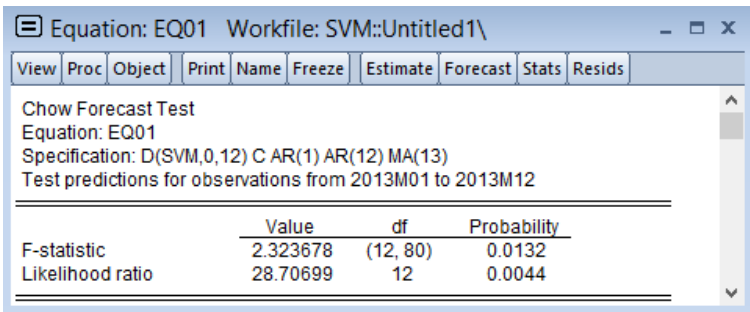 Equation: EQ01 Workfile: SVM::Untitled1\
View Proc Object Print Name Freeze Estimate Forecast Stats Resids
Chow Forecast Test
Equation: EQ01
Specification: D(SVM,0,12) C AR(1) AR(12) MA(13)
Test predictions for observations from 2013M01 to 2013M12
Value df Probability
F-statistic 2.323678 (12, 80) 0.0132
Likelihood ratio 28.70699 12 0.0044